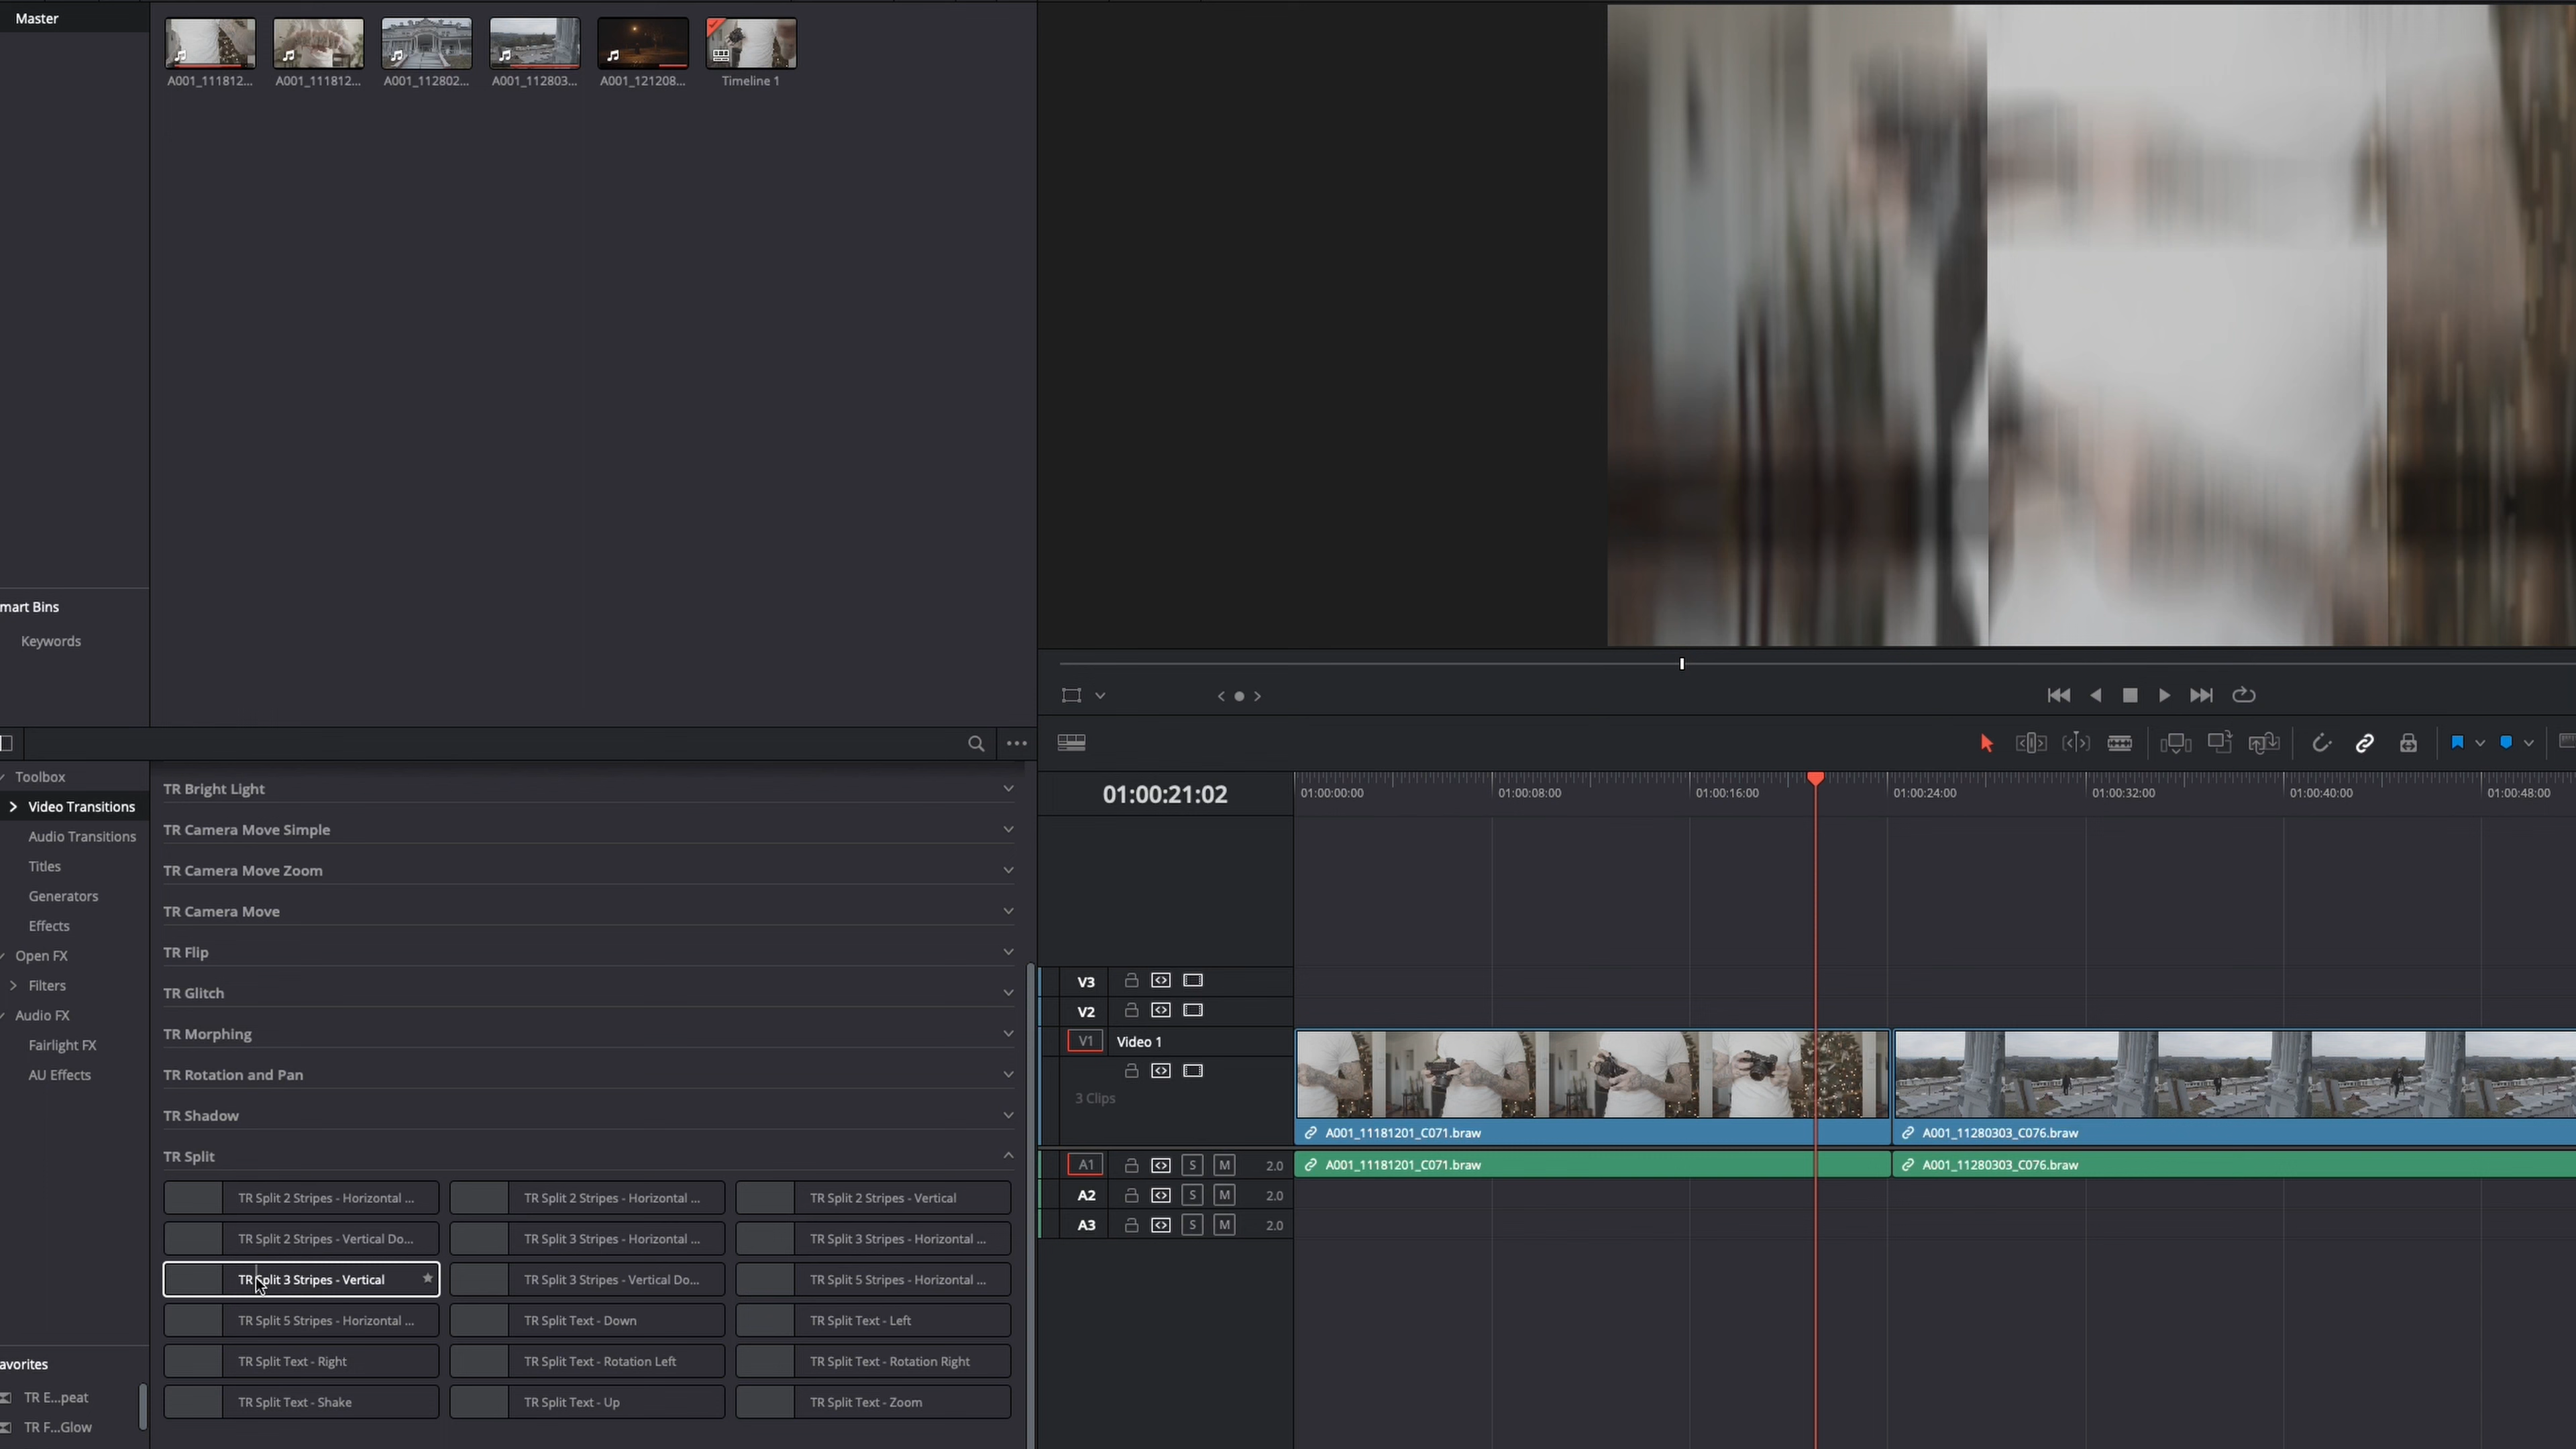 Master
A001_111812...
A001_111812...
A001_112802...
A001_112803...
A001_121208...
Timeline 1
mart Bins
Keywords
Toolbox
Video Transitions
Audio Transitions
Titles
Generators
Effects
Open FX
Filters
Audio FX
Fairlight FX
AU Effects
avorites
TR E...peat
TR F...Glow
TR Bright Light
TR Camera Move Simple
TR Camera Move Zoom
TR Camera Move
TR Flip
TR Glitch
TR Morphing
TR Rotation and Pan
TR Shadow
TR Split
TR Split 2 Stripes - Horizontal ...
TR Split 2 Stripes - Horizontal ...
TR Split 2 Stripes - Vertical
TR Split 2 Stripes - Vertical Do...
TR Split 3 Stripes - Horizontal ...
TR Split 3 Stripes - Horizontal ...
TR Split 3 Stripes - Vertical
TR Split 3 Stripes - Vertical Do...
TR Split 5 Stripes - Horizontal ...
TR Split 5 Stripes - Horizontal ...
TR Split Text - Down
TR Split Text - Left
TR Split Text - Right
TR Split Text - Rotation Left
TR Split Text - Rotation Right
TR Split Text - Shake
TR Split Text - Up
TR Split Text - Zoom
01:00:21:02
01:00:00:00
01:00:08:00
01:00:16:00
01:00:24:00
01:00:32:00
01:00:40:00
01:00:48:00
V3
V2
V1 Video 1
3 Clips
A001_11181201_C071.braw
A001_11280303_C076.braw
A1 S M 2.0
A001_11181201_C071.braw
A001_11280303_C076.braw
A2 S M 2.0
A3 S M 2.0